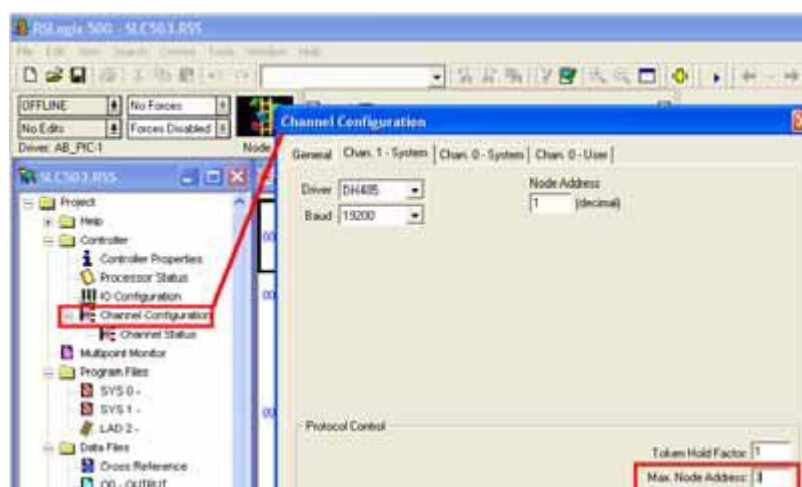 RSLogix 500 - SLC503.RSS
File Edit View Search Comms Tools Window Help
OFFLINE No Forces
No Edits Forces Disabled
Driver: AB_PIC-1 Node
SLC503.RSS
Project
Help
Controller
Controller Properties
Processor Status
IO Configuration
Channel Configuration
Channel Status
Multipoint Monitor
Program Files
SYS 0 -
SYS 1 -
LAD 2 -
Data Files
Cross Reference
O0 - OUTPUT
00
00
00
Channel Configuration
General Chan. 1 - System Chan. 0 - System Chan. 0 - User
Driver DH485 Node Address
Baud 19200 1 (decimal)
Protocol Control
Token Hold Factor: 1
Max. Node Address: 3